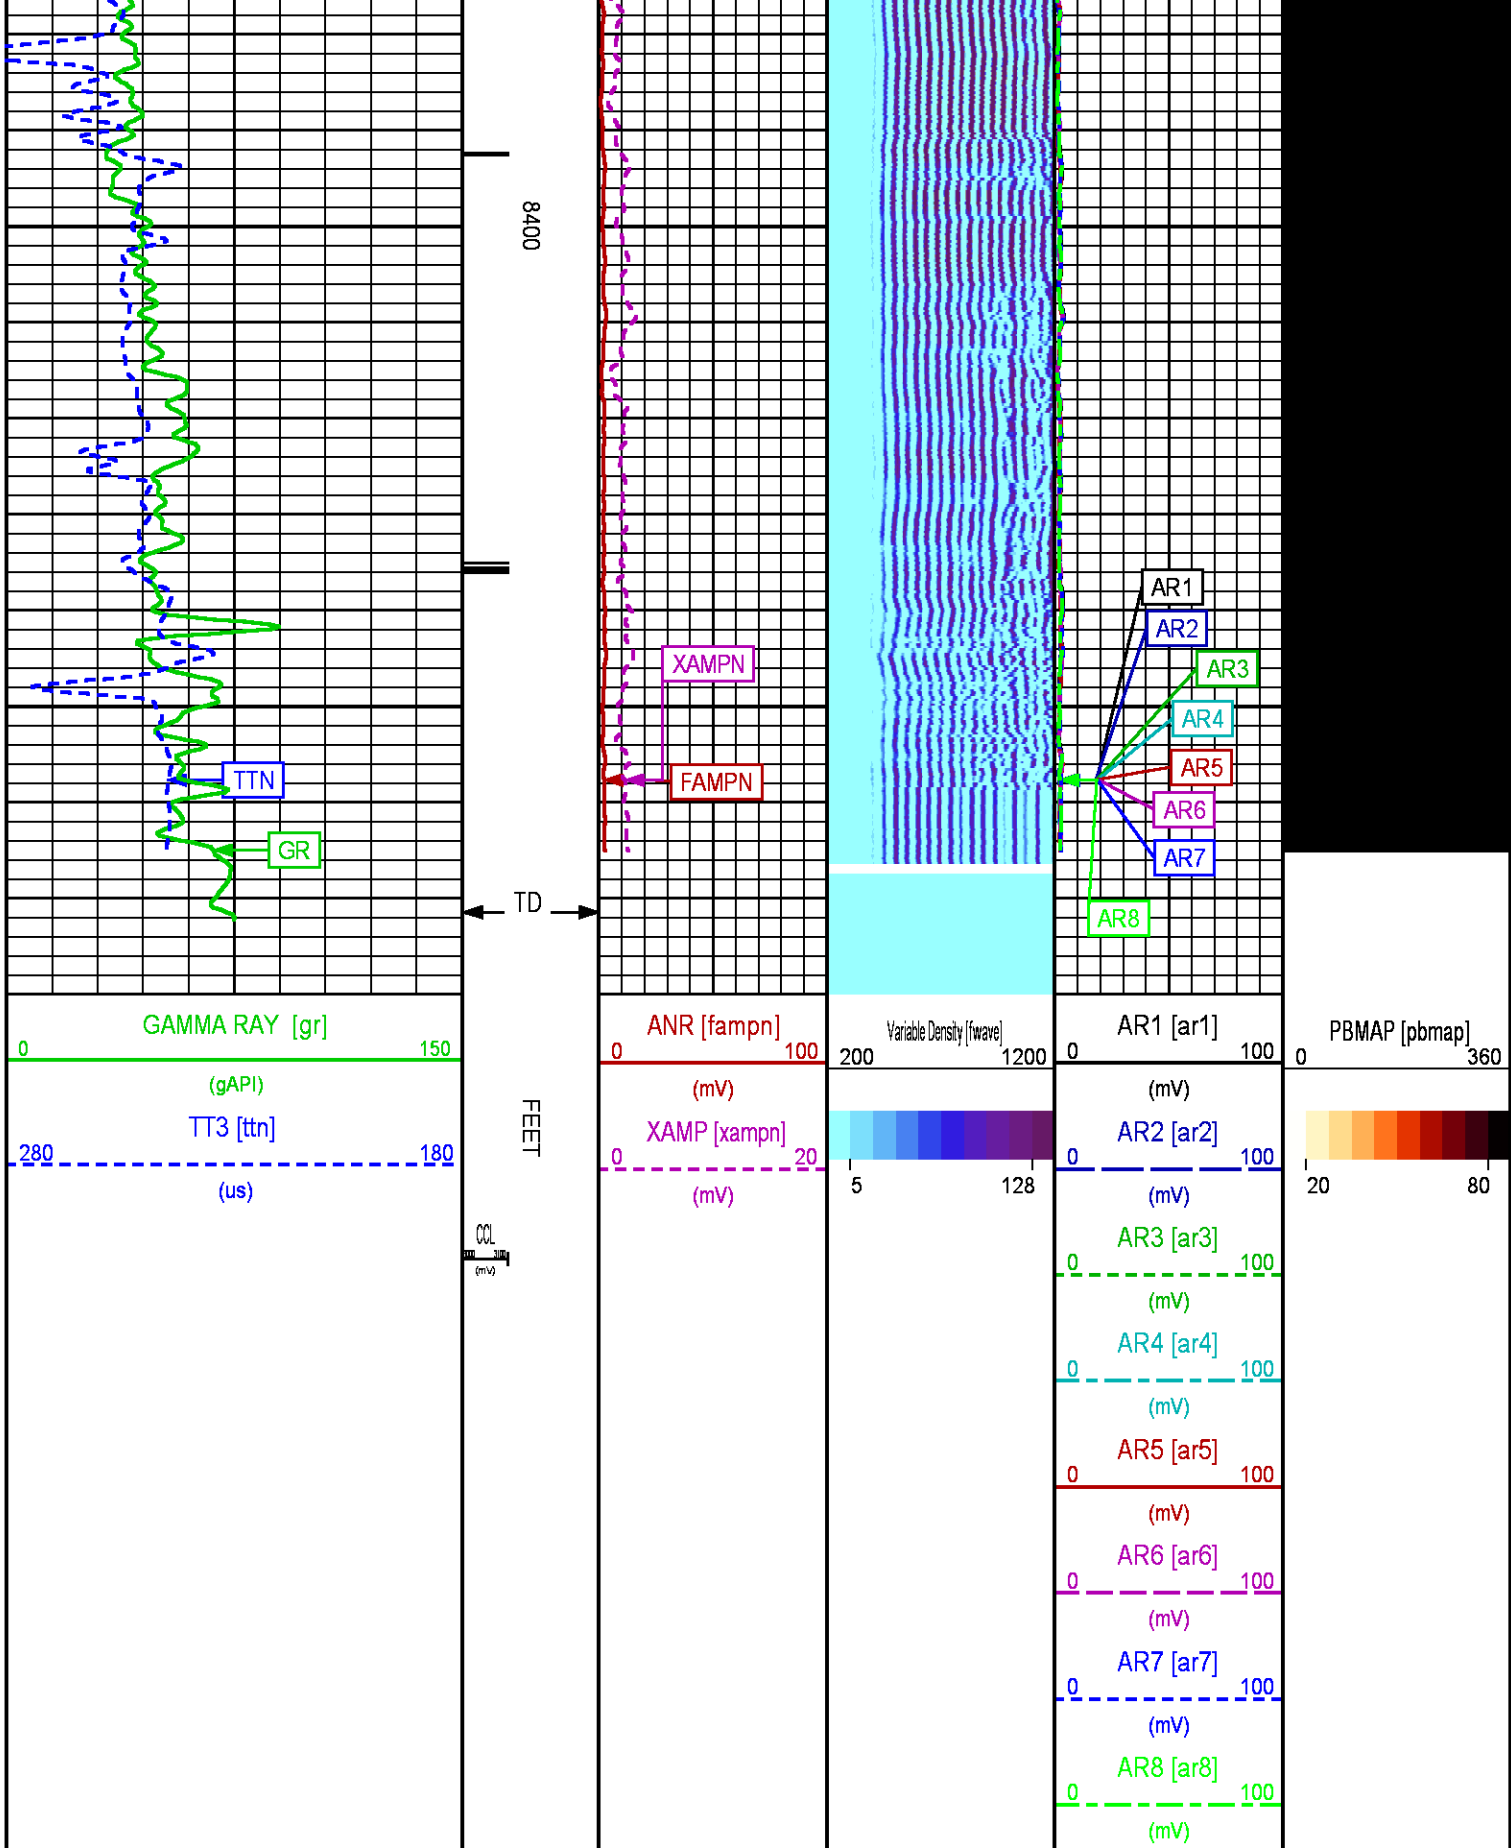 8400
AR1
AR2
AR3
XAMPN
AR4
TTN
FAMPN
AR5
AR6
GR
AR7
TD
AR8
GAMMA RAY [gr]
0 150
(gAPI)
TT3 [ttn]
280 180
(us)
FEET
CCL
(mV)
ANR [fampn]
0 100
(mV)
XAMP [xampn]
0 20
(mV)
Variable Density [fwave]
200 1200
5 128
AR1 [ar1]
0 100
(mV)
AR2 [ar2]
0 100
(mV)
AR3 [ar3]
0 100
(mV)
AR4 [ar4]
0 100
(mV)
AR5 [ar5]
0 100
(mV)
AR6 [ar6]
0 100
(mV)
AR7 [ar7]
0 100
(mV)
AR8 [ar8]
0 100
(mV)
PBMAP [pbmap]
0 360
20 80